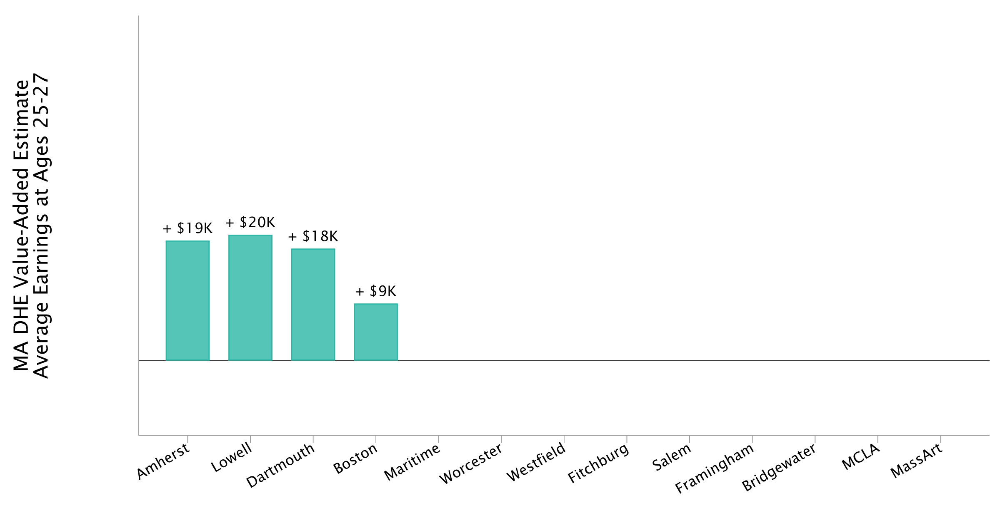 MA DHE Value-Added Estimate
Average Earnings at Ages 25-27
+ $19K
+ $20K
+ $18K
+ $9K
Amherst
Lowell
Dartmouth
Boston
Maritime
Worcester
Westfield
Fitchburg
Salem
Framingham
Bridgewater
MCLA
MassArt